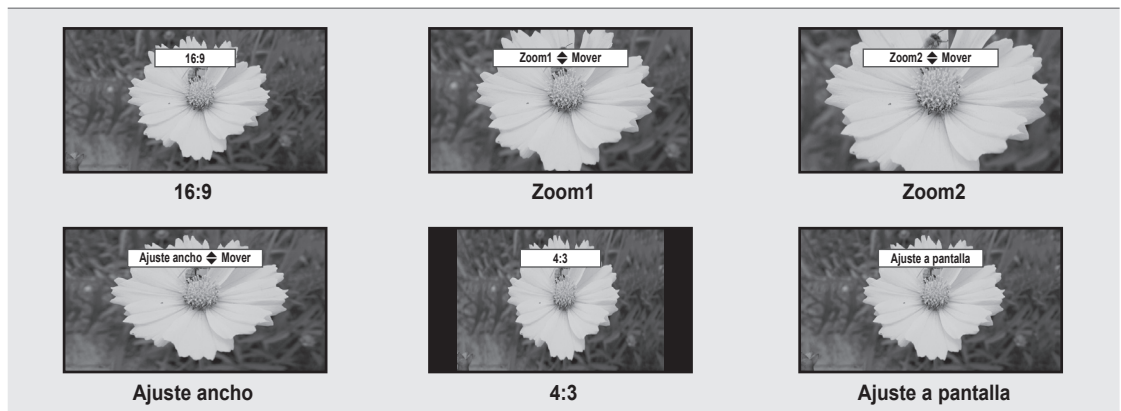 16:9
Zoom1 Mover
Zoom2 Mover
16:9
Zoom1
Zoom2
Ajuste ancho Mover
4:3
Ajuste a pantalla
Ajuste ancho
4:3
Ajuste a pantalla